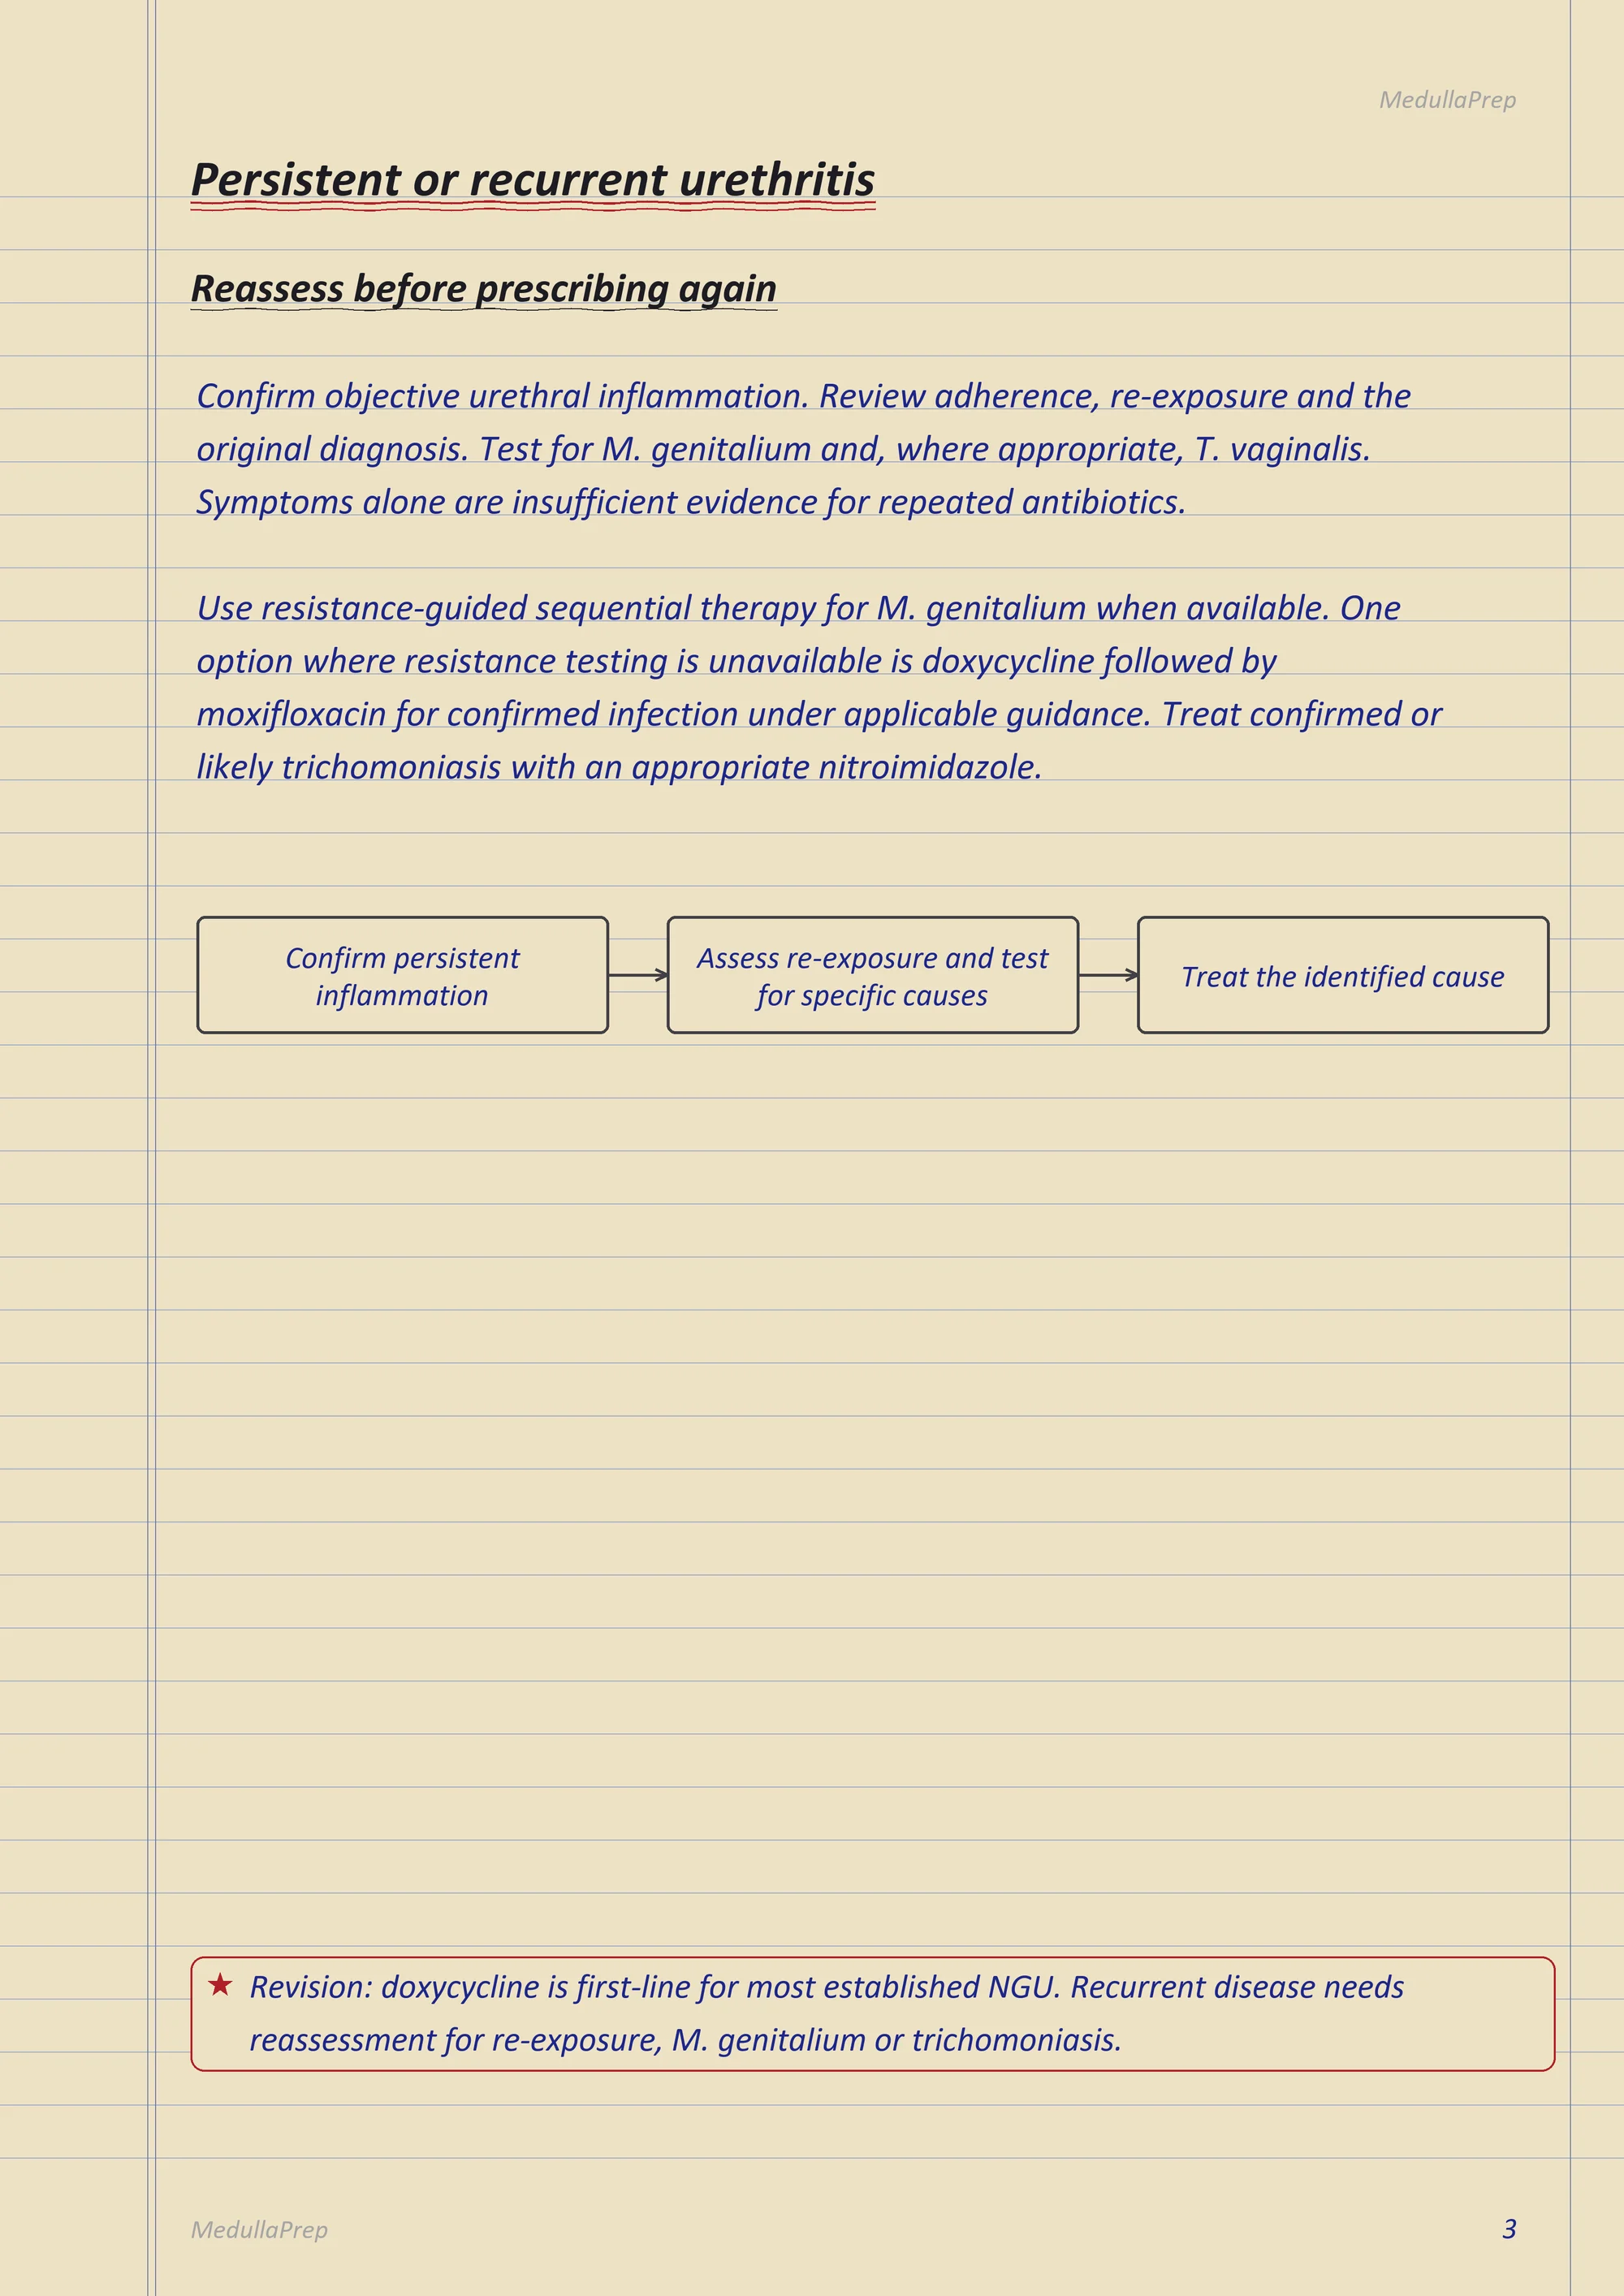 MedullaPrep
Persistent or recurrent urethritis
Reassess before prescribing again
Confirm objective urethral inflammation. Review adherence, re-exposure and the
original diagnosis. Test for M. genitalium and, where appropriate, T. vaginalis.
Symptoms alone are insufficient evidence for repeated antibiotics.
Use resistance-guided sequential therapy for M. genitalium when available. One
option where resistance testing is unavailable is doxycycline followed by
moxifloxacin for confirmed infection under applicable guidance. Treat confirmed or
likely trichomoniasis with an appropriate nitroimidazole.
Confirm persistent
inflammation
Assess re-exposure and test
for specific causes
Treat the identified cause
★ Revision: doxycycline is first-line for most established NGU. Recurrent disease needs
reassessment for re-exposure, M. genitalium or trichomoniasis.
MedullaPrep
3